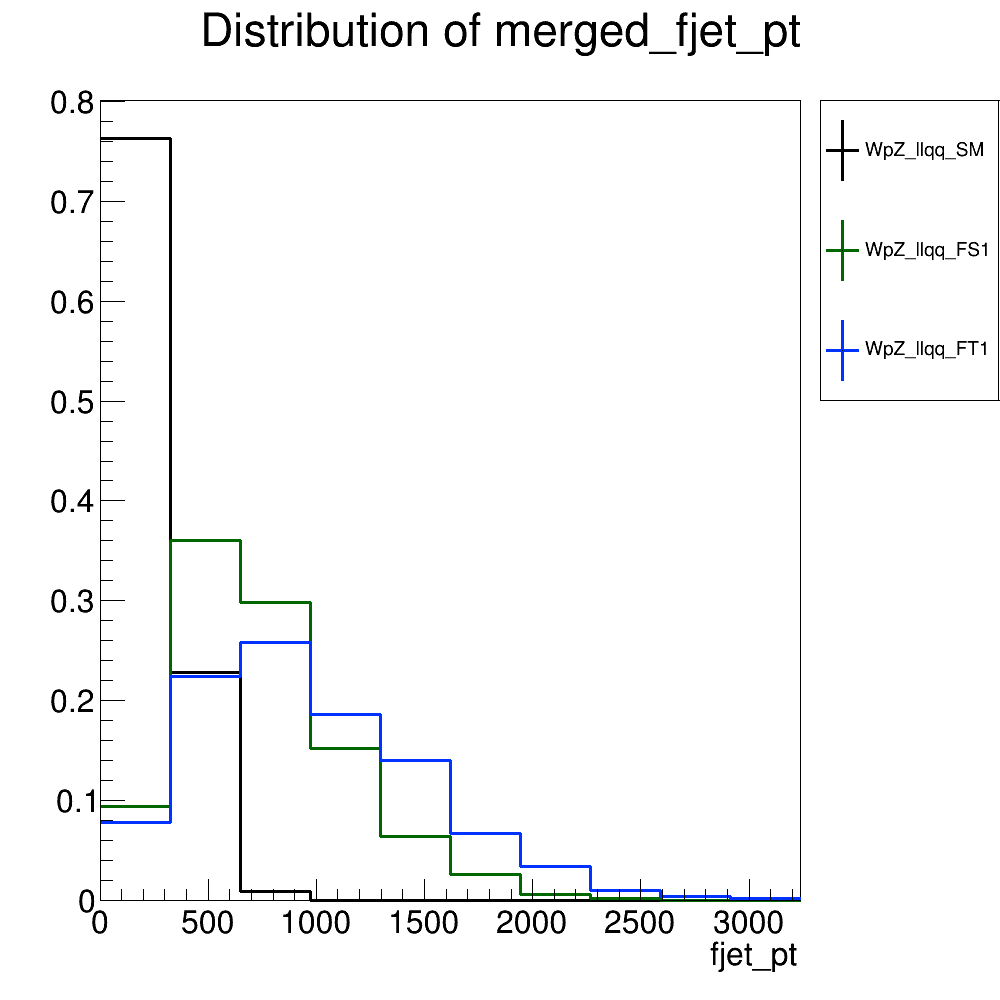 Distribution of merged_fjet_pt
0.8
0.7
0.6
0.5
0.4
0.3
0.2
0.1
0
0 500 1000 1500 2000 2500 3000
fjet_pt
WpZ_llqq_SM
WpZ_llqq_FS1
WpZ_llqq_FT1